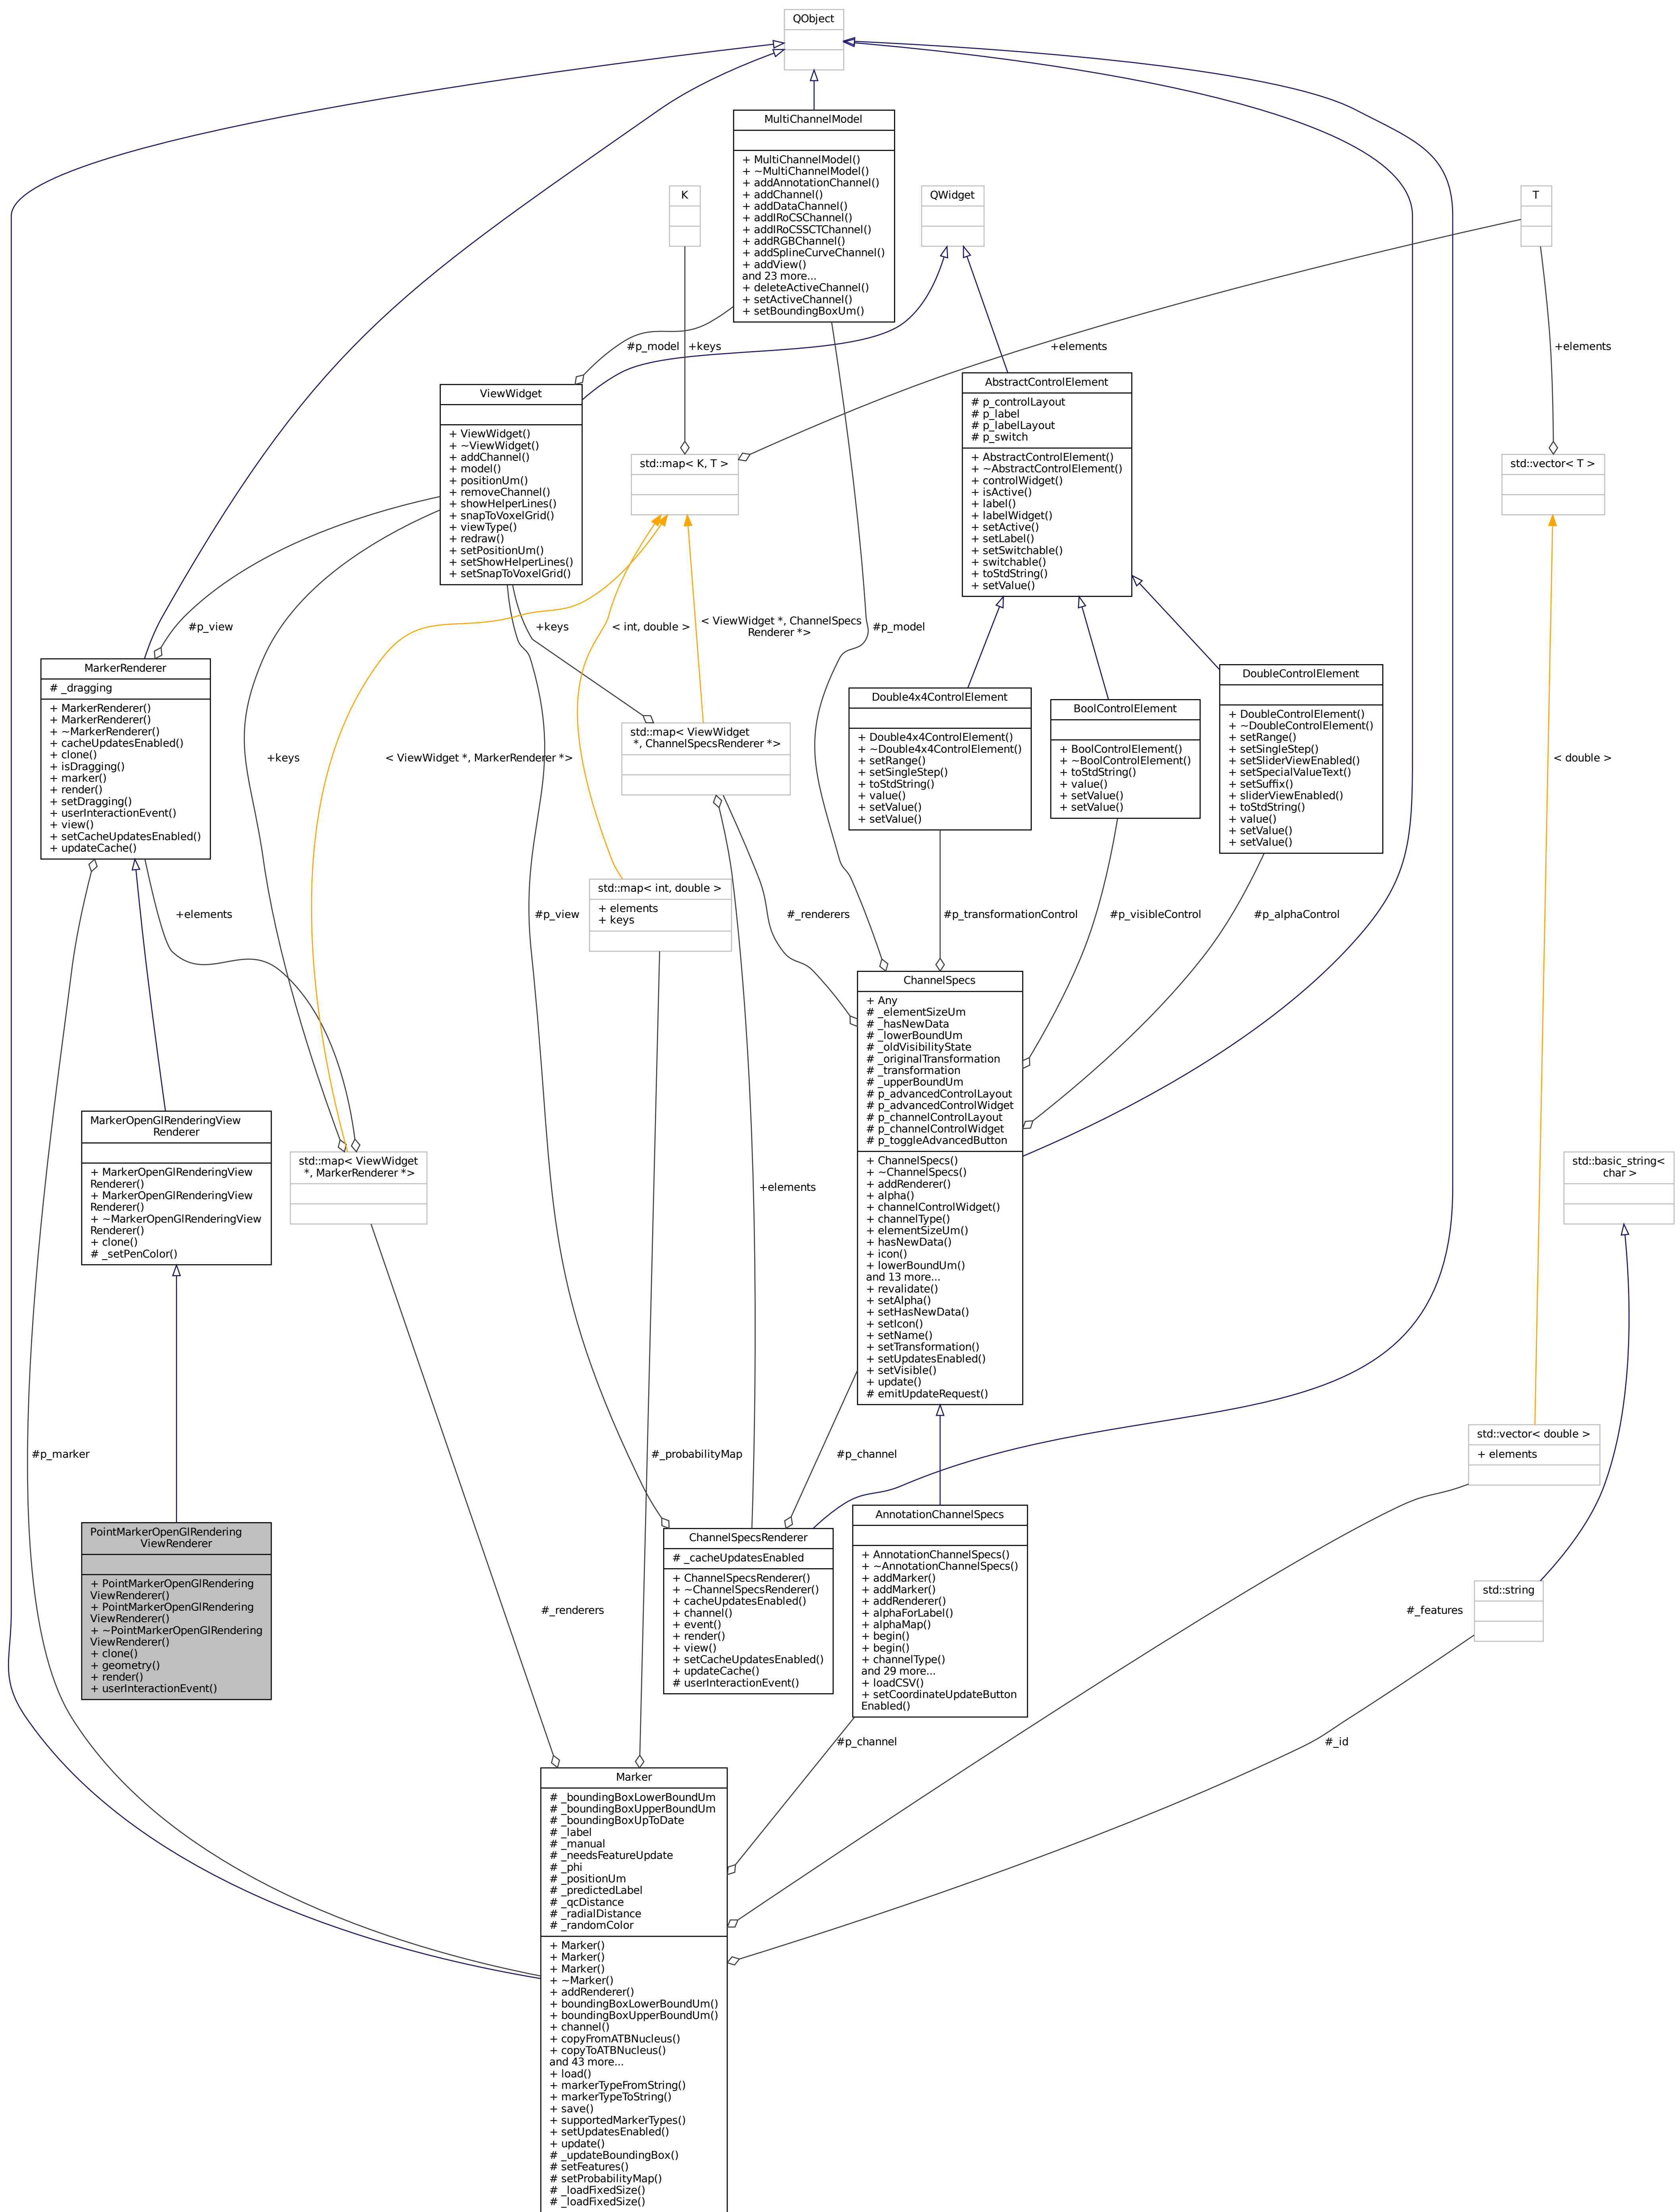 QObject
MultiChannelModel
+ MultiChannelModel()
+ ~MultiChannelModel()
+ addAnnotationChannel()
+ addChannel()
+ addDataChannel()
+ addIRoCSChannel()
+ addIRoCSSCTChannel()
+ addRGBChannel()
+ addSplineCurveChannel()
+ addView()
and 23 more...
+ deleteActiveChannel()
+ setActiveChannel()
+ setBoundingBoxUm()
K
QWidget
T
#p_model
+keys
+elements
+elements
ViewWidget
+ ViewWidget()
+ ~ViewWidget()
+ addChannel()
+ model()
+ positionUm()
+ removeChannel()
+ showHelperLines()
+ snapToVoxelGrid()
+ viewType()
+ redraw()
+ setPositionUm()
+ setShowHelperLines()
+ setSnapToVoxelGrid()
std::map< K, T >
AbstractControlElement
# p_controlLayout
# p_label
# p_labelLayout
# p_switch
+ AbstractControlElement()
+ ~AbstractControlElement()
+ controlWidget()
+ isActive()
+ label()
+ labelWidget()
+ setActive()
+ setLabel()
+ setSwitchable()
+ switchable()
+ toStdString()
+ setValue()
std::vector< T >
#p_view
+keys
< int, double >
< ViewWidget *, ChannelSpecs
Renderer *>
#p_model
MarkerRenderer
# _dragging
+ MarkerRenderer()
+ MarkerRenderer()
+ ~MarkerRenderer()
+ cacheUpdatesEnabled()
+ clone()
+ isDragging()
+ marker()
+ render()
+ setDragging()
+ userInteractionEvent()
+ view()
+ setCacheUpdatesEnabled()
+ updateCache()
+keys
< ViewWidget *, MarkerRenderer *>
std::map< ViewWidget
*, ChannelSpecsRenderer *>
Double4x4ControlElement
+ Double4x4ControlElement()
+ ~Double4x4ControlElement()
+ setRange()
+ setSingleStep()
+ toStdString()
+ value()
+ setValue()
+ setValue()
BoolControlElement
+ BoolControlElement()
+ ~BoolControlElement()
+ toStdString()
+ value()
+ setValue()
+ setValue()
DoubleControlElement
+ DoubleControlElement()
+ ~DoubleControlElement()
+ setRange()
+ setSingleStep()
+ setSliderViewEnabled()
+ setSpecialValueText()
+ setSuffix()
+ sliderViewEnabled()
+ toStdString()
+ value()
+ setValue()
+ setValue()
< double >
+elements
#p_view
std::map< int, double >
+ elements
+ keys
#_renderers
#p_transformationControl
#p_visibleControl
#p_alphaControl
ChannelSpecs
+ Any
# _elementSizeUm
# _hasNewData
# _lowerBoundUm
# _oldVisibilityState
# _originalTransformation
# _transformation
# _upperBoundUm
# p_advancedControlLayout
# p_advancedControlWidget
# p_channelControlLayout
# p_channelControlWidget
# p_toggleAdvancedButton
+ ChannelSpecs()
+ ~ChannelSpecs()
+ addRenderer()
+ alpha()
+ channelControlWidget()
+ channelType()
+ elementSizeUm()
+ hasNewData()
+ icon()
+ lowerBoundUm()
and 13 more...
+ revalidate()
+ setAlpha()
+ setHasNewData()
+ setIcon()
+ setName()
+ setTransformation()
+ setUpdatesEnabled()
+ setVisible()
+ update()
# emitUpdateRequest()
MarkerOpenGlRenderingView
Renderer
+ MarkerOpenGlRenderingView
Renderer()
+ MarkerOpenGlRenderingView
Renderer()
+ ~MarkerOpenGlRenderingView
Renderer()
+ clone()
# _setPenColor()
std::map< ViewWidget
*, MarkerRenderer *>
+elements
std::basic_string<
char >
#p_marker
#_probabilityMap
#p_channel
std::vector< double >
+ elements
PointMarkerOpenGlRendering
ViewRenderer
+ PointMarkerOpenGlRendering
ViewRenderer()
+ PointMarkerOpenGlRendering
ViewRenderer()
+ ~PointMarkerOpenGlRendering
ViewRenderer()
+ clone()
+ geometry()
+ render()
+ userInteractionEvent()
#_renderers
ChannelSpecsRenderer
# _cacheUpdatesEnabled
+ ChannelSpecsRenderer()
+ ~ChannelSpecsRenderer()
+ cacheUpdatesEnabled()
+ channel()
+ event()
+ render()
+ view()
+ setCacheUpdatesEnabled()
+ updateCache()
# userInteractionEvent()
AnnotationChannelSpecs
+ AnnotationChannelSpecs()
+ ~AnnotationChannelSpecs()
+ addMarker()
+ addMarker()
+ addRenderer()
+ alphaForLabel()
+ alphaMap()
+ begin()
+ begin()
+ channelType()
and 29 more...
+ loadCSV()
+ setCoordinateUpdateButton
Enabled()
#_features
std::string
#p_channel
#_id
Marker
# _boundingBoxLowerBoundUm
# _boundingBoxUpperBoundUm
# _boundingBoxUpToDate
# _label
# _manual
# _needsFeatureUpdate
# _phi
# _positionUm
# _predictedLabel
# _qcDistance
# _radialDistance
# _randomColor
+ Marker()
+ Marker()
+ Marker()
+ ~Marker()
+ addRenderer()
+ boundingBoxLowerBoundUm()
+ boundingBoxUpperBoundUm()
+ channel()
+ copyFromATBNucleus()
+ copyToATBNucleus()
and 43 more...
+ load()
+ markerTypeFromString()
+ markerTypeToString()
+ save()
+ supportedMarkerTypes()
+ setUpdatesEnabled()
+ update()
# _updateBoundingBox()
# setFeatures()
# setProbabilityMap()
# _loadFixedSize()
# _loadFixedSize()